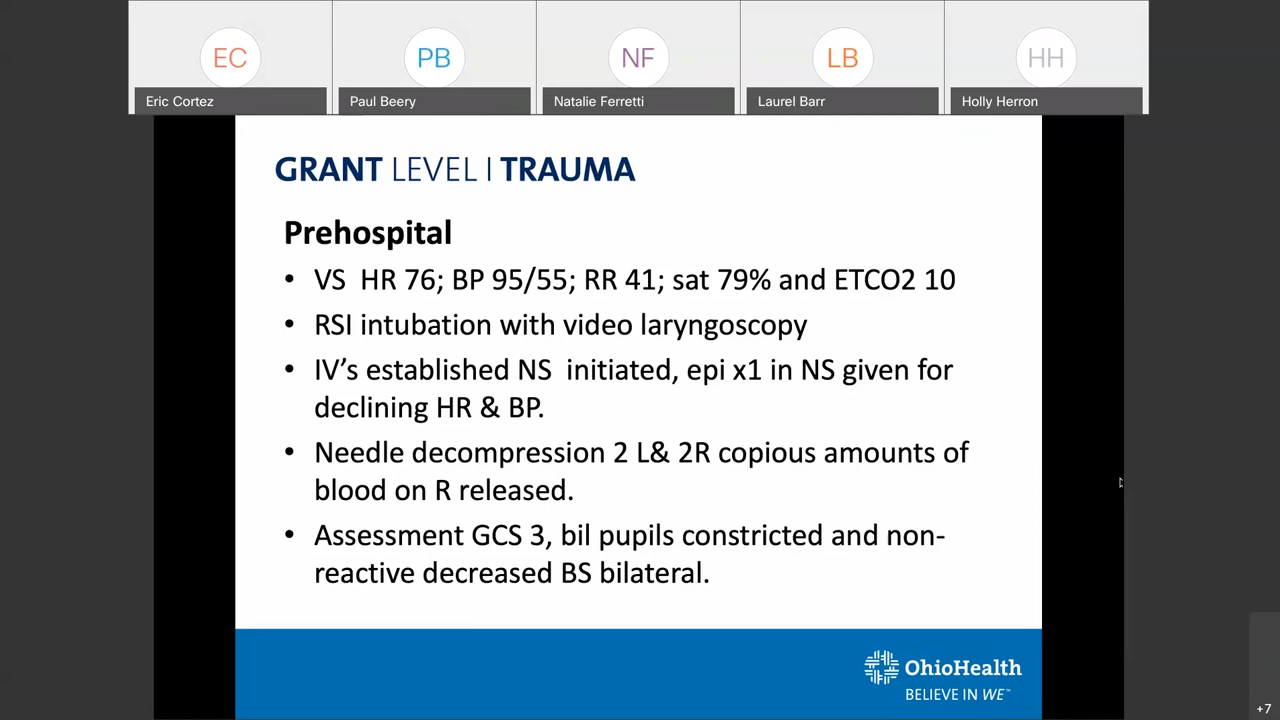 EC
PB
NF
LB
HH
Eric Cortez
Paul Beery
Natalie Ferretti
Laurel Barr
Holly Herron
GRANT LEVEL I TRAUMA
Prehospital
• VS  HR 76; BP 95/55; RR 41; sat 79% and ETCO2 10
• RSI intubation with video laryngoscopy
• IV’s established NS  initiated, epi x1 in NS given for
declining HR & BP.
• Needle decompression 2 L& 2R copious amounts of
blood on R released.
• Assessment GCS 3, bil pupils constricted and non-
reactive decreased BS bilateral.
OhioHealth
BELIEVE IN WE℠
+7